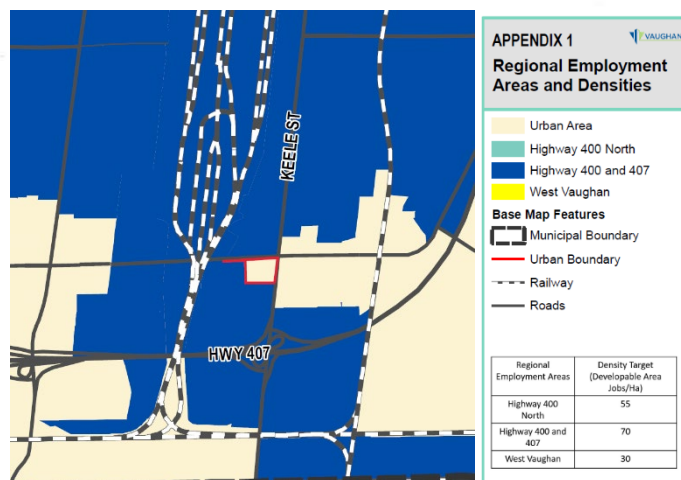 KEELE ST
HWY 407
APPENDIX 1
VAUGHAN
Regional Employment
Areas and Densities
Urban Area
Highway 400 North
Highway 400 and 407
West Vaughan
Base Map Features
Municipal Boundary
Urban Boundary
Railway
Roads
Regional
Employment Areas
Density Target
(Developable Area
Jobs/Ha)
Highway 400
North
55
Highway 400 and
407
70
West Vaughan
30